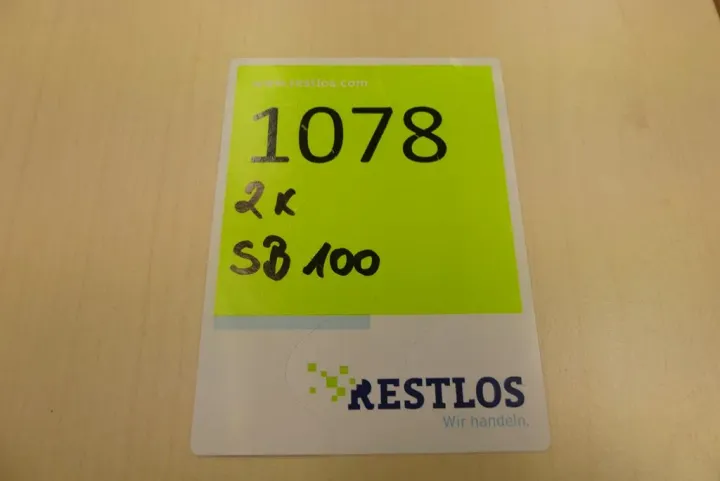 www.restlos.com
1078
2x
SB 100
RESTLOS
Wir handeln.